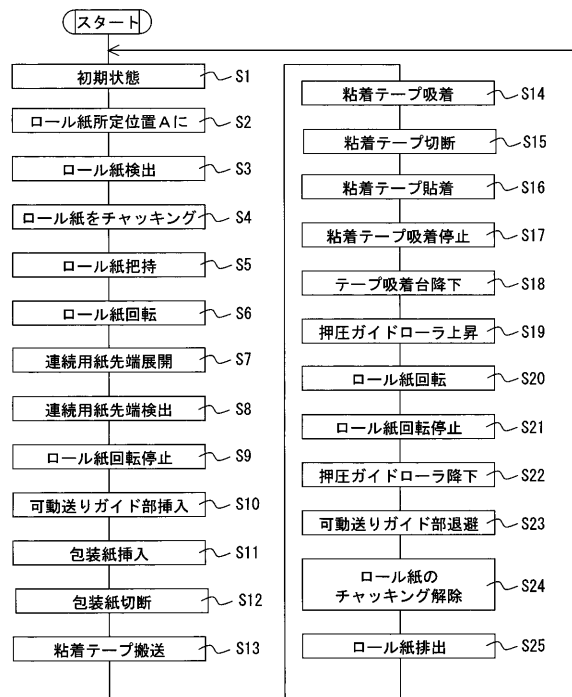 スタート
初期状態 S1
ロール紙所定位置Aに S2
ロール紙検出 S3
ロール紙をチャッキング S4
ロール紙把持 S5
ロール紙回転 S6
連続用紙先端展開 S7
連続用紙先端検出 S8
ロール紙回転停止 S9
可動送りガイド部挿入 S10
包装紙挿入 S11
包装紙切断 S12
粘着テープ搬送 S13
粘着テープ吸着 S14
粘着テープ切断 S15
粘着テープ貼着 S16
粘着テープ吸着停止 S17
テープ吸着台降下 S18
押圧ガイドローラ上昇 S19
ロール紙回転 S20
ロール紙回転停止 S21
押圧ガイドローラ降下 S22
可動送りガイド部退避 S23
ロール紙の
チャッキング解除 S24
ロール紙排出 S25